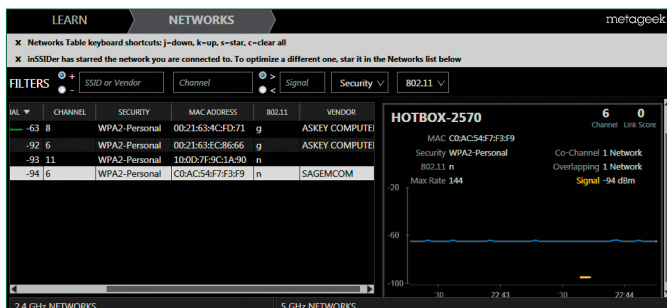 LEARN NETWORKS metageek
x Networks Table keyboard shortcuts: j=down, k=up, s=star, c=clear all
x inSSIDer has starred the network you are connected to. To optimize a different one, star it in the Networks list below
FILTERS + - SSID or Vendor Channel > < Signal Security 802.11
CHANNEL SECURITY MAC ADDRESS 802.11 VENDOR
-63 8 WPA2-Personal 00:21:63:4C:FD:71 g ASKEY COMPUTE
-92 6 WPA2-Personal 00:21:63:EC:86:66 g ASKEY COMPUTE
-93 11 WPA2-Personal 10:0D:7F:9C:1A:90 n
-94 6 WPA2-Personal C0:AC:54:F7:F3:F9 n SAGEMCOM
HOTBOX-2570
6 0
Channel Link Score
MAC C0:AC:54:F7:F3:F9
Security WPA2-Personal Co-Channel 1 Network
802.11 n Overlapping 1 Network
Max Rate 144 Signal -94 dBm
-20
-60
-100
:30 22:43 :30 22:44
2.4 GHz NETWORKS 5 GHz NETWORKS